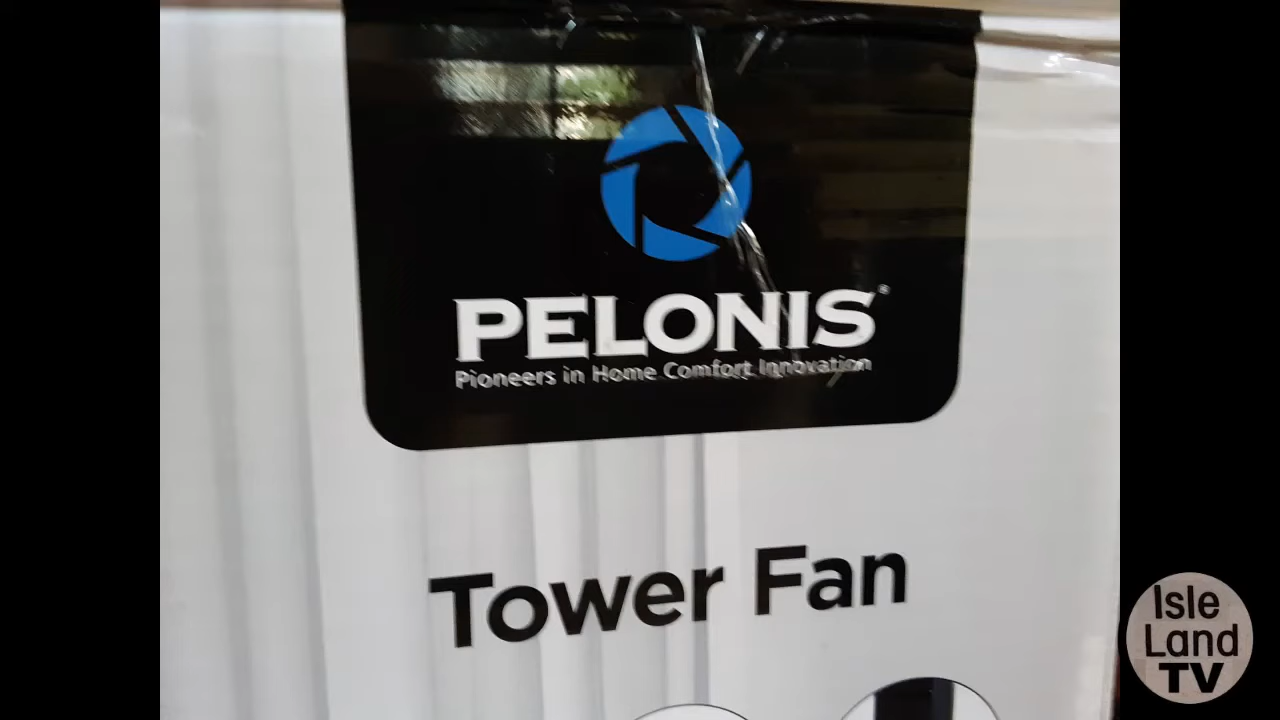 PELONIS®
Pioneers in Home Comfort Innovation
Tower Fan
Isle
Land
TV